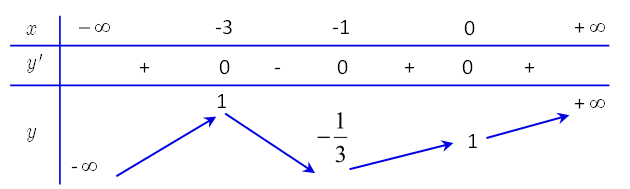 x −∞ -3 -1 0 +∞
y′ + 0 - 0 + 0 +
1 +∞
y −1/3 1
-∞